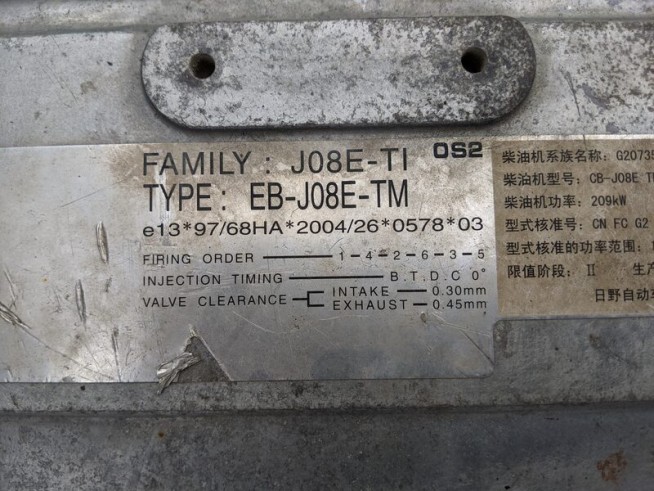 FAMILY : J08E-TI OS2
TYPE : EB-J08E-TM
e13*97/68HA*2004/26*0578*03
FIRING ORDER 1-4-2-6-3-5
INJECTION TIMING B.T.D.C 0°
VALVE CLEARANCE INTAKE 0.30mm
EXHAUST 0.45mm
柴油机系族名称: G20735
柴油机型号: CB-J08E T
柴油机功率: 209kW
型式核准号: CN FC G2
型式核准的功率范围:
限值阶段: II 生产
日野自动车